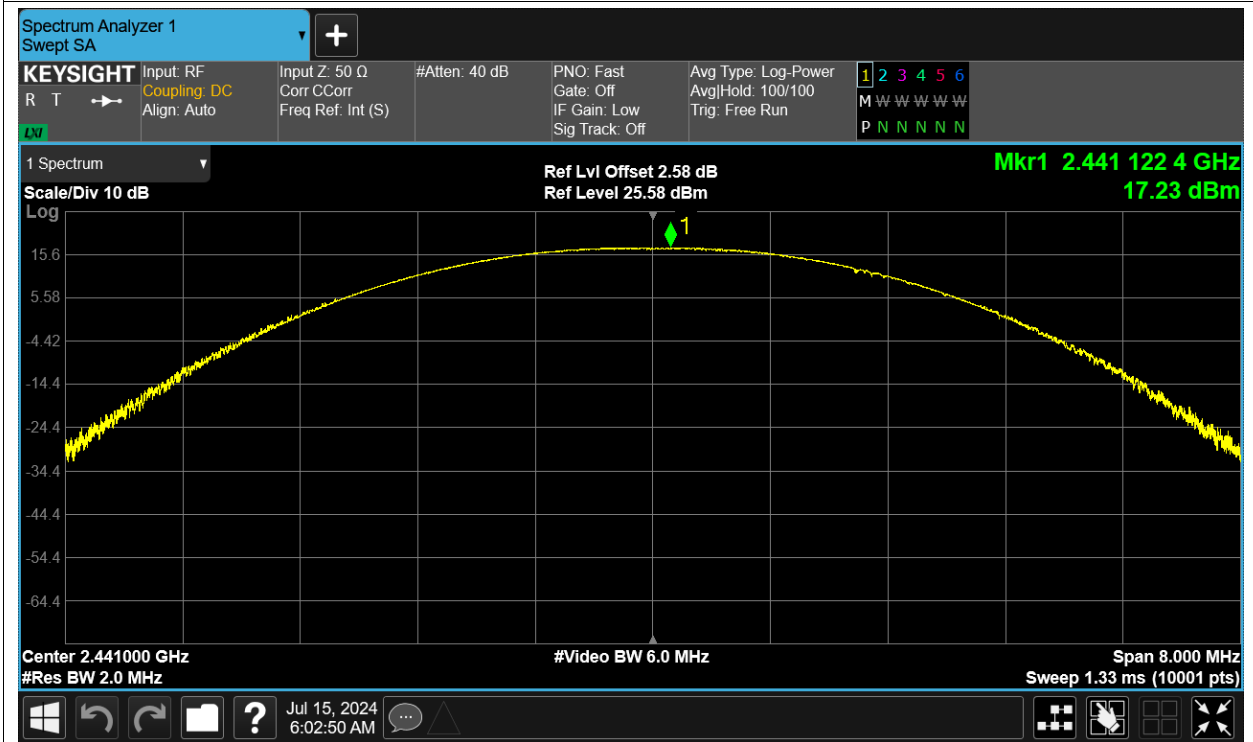 Spectrum Analyzer 1
Swept SA
+
KEYSIGHT Input: RF Input Z: 50 Ω #Atten: 40 dB PNO: Fast Avg Type: Log-Power 1 2 3 4 5 6
R T Coupling: DC Corr CCorr Gate: Off Avg|Hold: 100/100 M W W W W W
Align: Auto Freq Ref: Int (S) IF Gain: Low Trig: Free Run
LXI Sig Track: Off P N N N N N
1 Spectrum Ref Lvl Offset 2.58 dB Mkr1 2.441 122 4 GHz
Scale/Div 10 dB Ref Level 25.58 dBm 17.23 dBm
Log
1
15.6
5.58
-4.42
-14.4
-24.4
-34.4
-44.4
-54.4
-64.4
Center 2.441000 GHz #Video BW 6.0 MHz Span 8.000 MHz
#Res BW 2.0 MHz Sweep 1.33 ms (10001 pts)
? Jul 15, 2024
6:02:50 AM